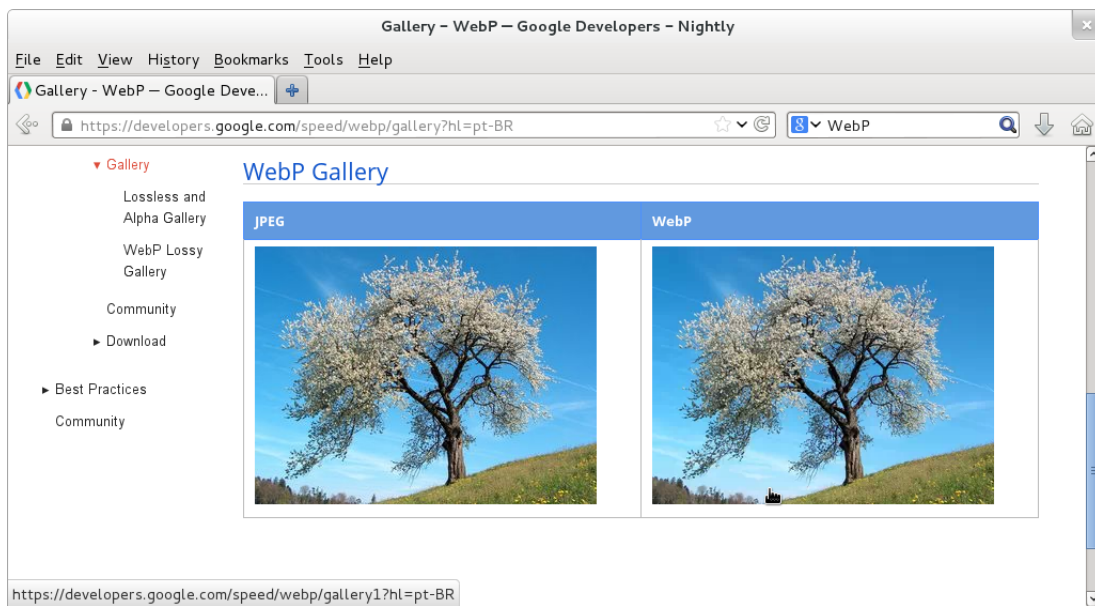 Gallery – WebP — Google Developers – Nightly
File Edit View History Bookmarks Tools Help
Gallery - WebP — Google Deve...
https://developers.google.com/speed/webp/gallery?hl=pt-BR
8 WebP
▾ Gallery
Lossless and
Alpha Gallery
WebP Lossy
Gallery
Community
▸ Download
▸ Best Practices
Community
WebP Gallery
JPEG WebP
https://developers.google.com/speed/webp/gallery1?hl=pt-BR